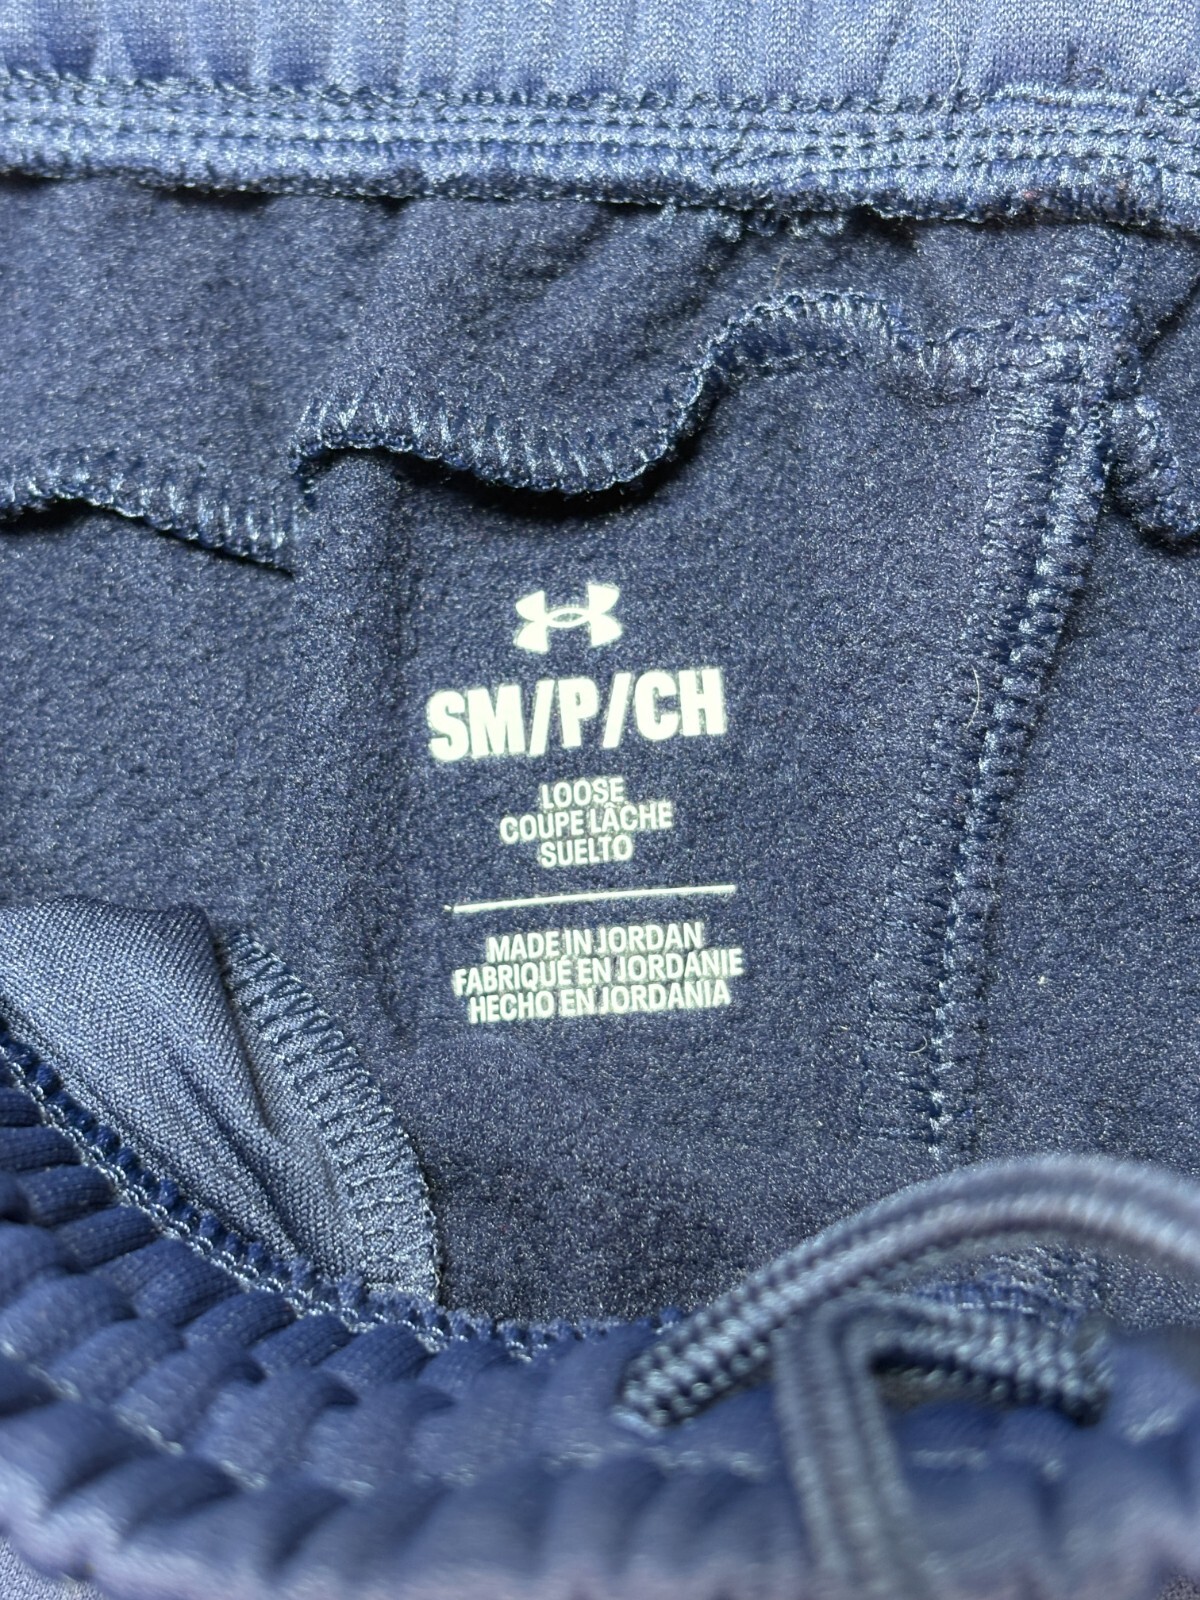 SM/P/CH
LOOSE
COUPE LÂCHE
SUELTO
MADE IN JORDAN
FABRIQUÉ EN JORDANIE
HECHO EN JORDANIA